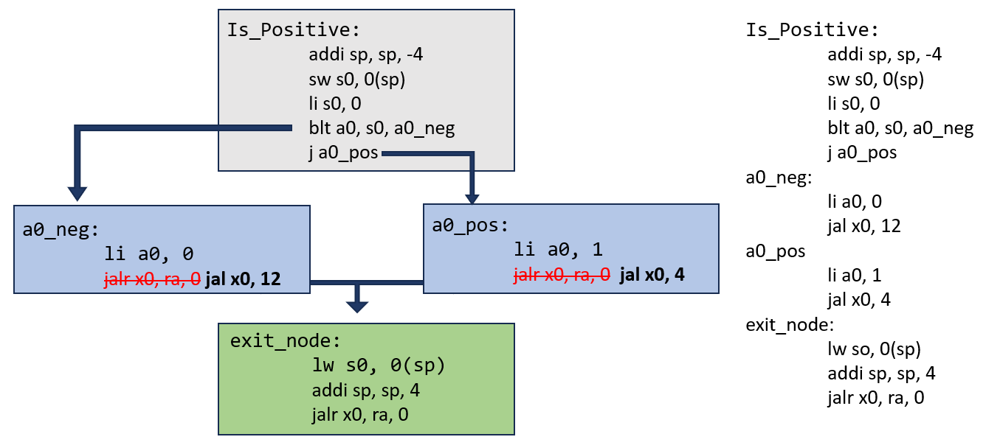 Is_Positive:
addi sp, sp, -4
sw s0, 0(sp)
li s0, 0
blt a0, s0, a0_neg
j a0_pos
a0_neg:
li a0, 0
jalr x0, ra, 0 jal x0, 12
a0_pos:
li a0, 1
jalr x0, ra, 0 jal x0, 4
exit_node:
lw s0, 0(sp)
addi sp, sp, 4
jalr x0, ra, 0
Is_Positive:
addi sp, sp, -4
sw s0, 0(sp)
li s0, 0
blt a0, s0, a0_neg
j a0_pos
a0_neg:
li a0, 0
jal x0, 12
a0_pos
li a0, 1
jal x0, 4
exit_node:
lw so, 0(sp)
addi sp, sp, 4
jalr x0, ra, 0